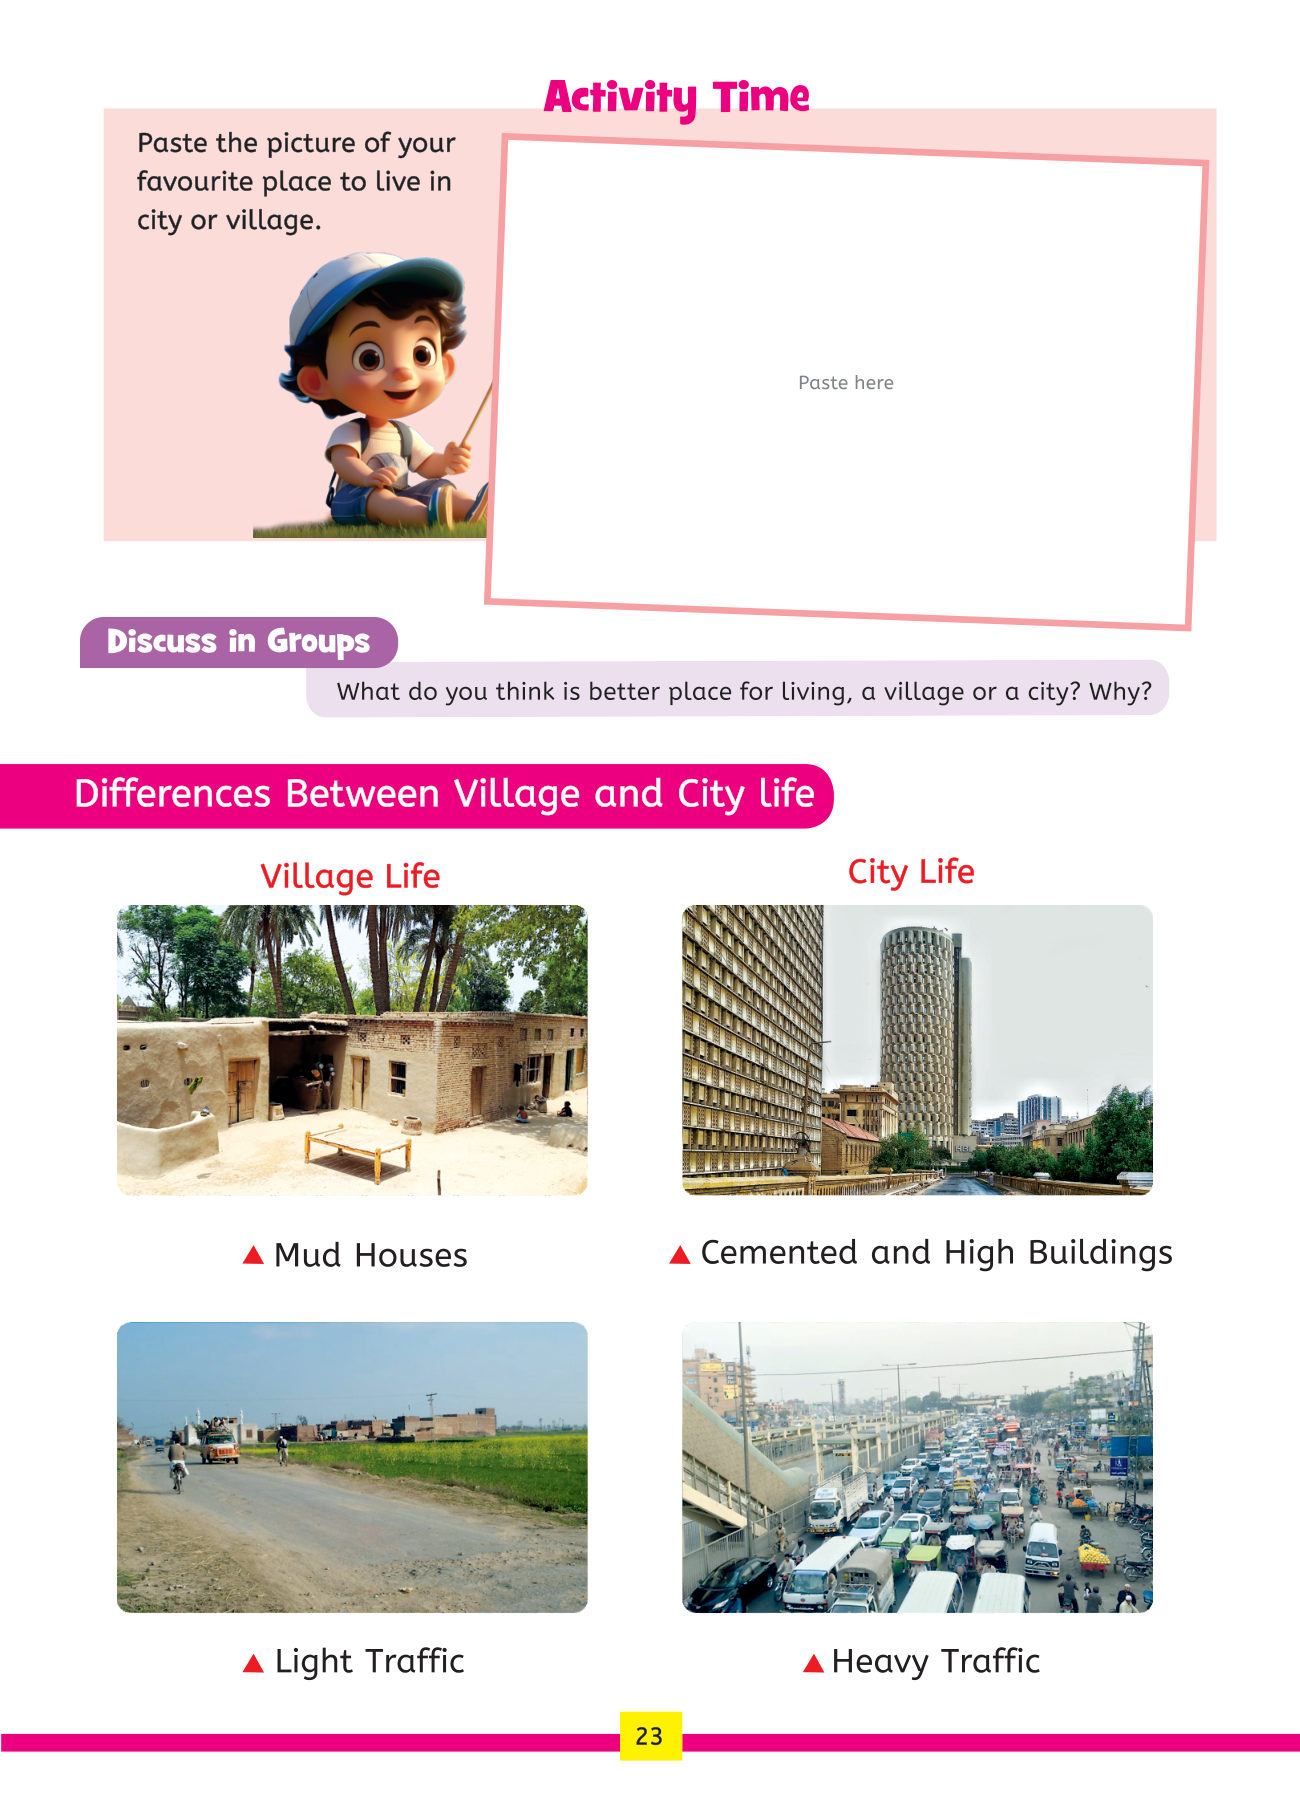 Activity Time
Paste the picture of your
favourite place to live in
city or village.
Paste here
Discuss in Groups
What do you think is better place for living, a village or a city? Why?
Differences Between Village and City life
Village Life
City Life
HBL
Mud Houses
Cemented and High Buildings
Light Traffic
Heavy Traffic
23